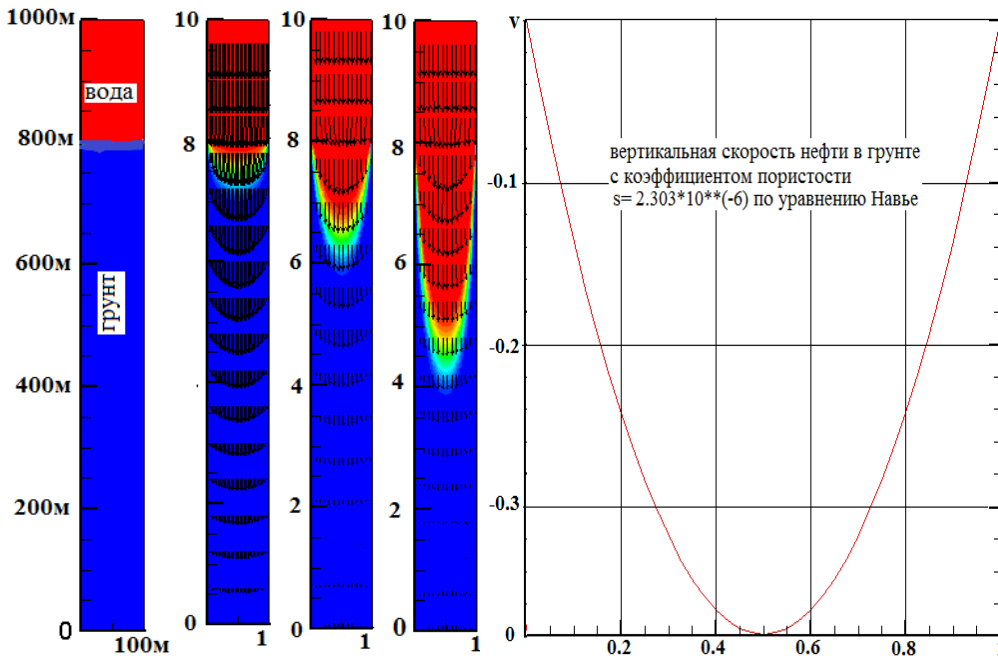 1000м
800м
600м
400м
200м
0
100м
вода
грунт
10
8
6
4
2
0
1
10
8
6
4
2
0
1
10
8
6
4
2
0
1
v
-0.1
-0.2
-0.3
0
0.2
0.4
0.6
0.8
вертикальная скорость нефти в грунте
с коэффициентом пористости
s= 2.303*10**(-6) по уравнению Навье